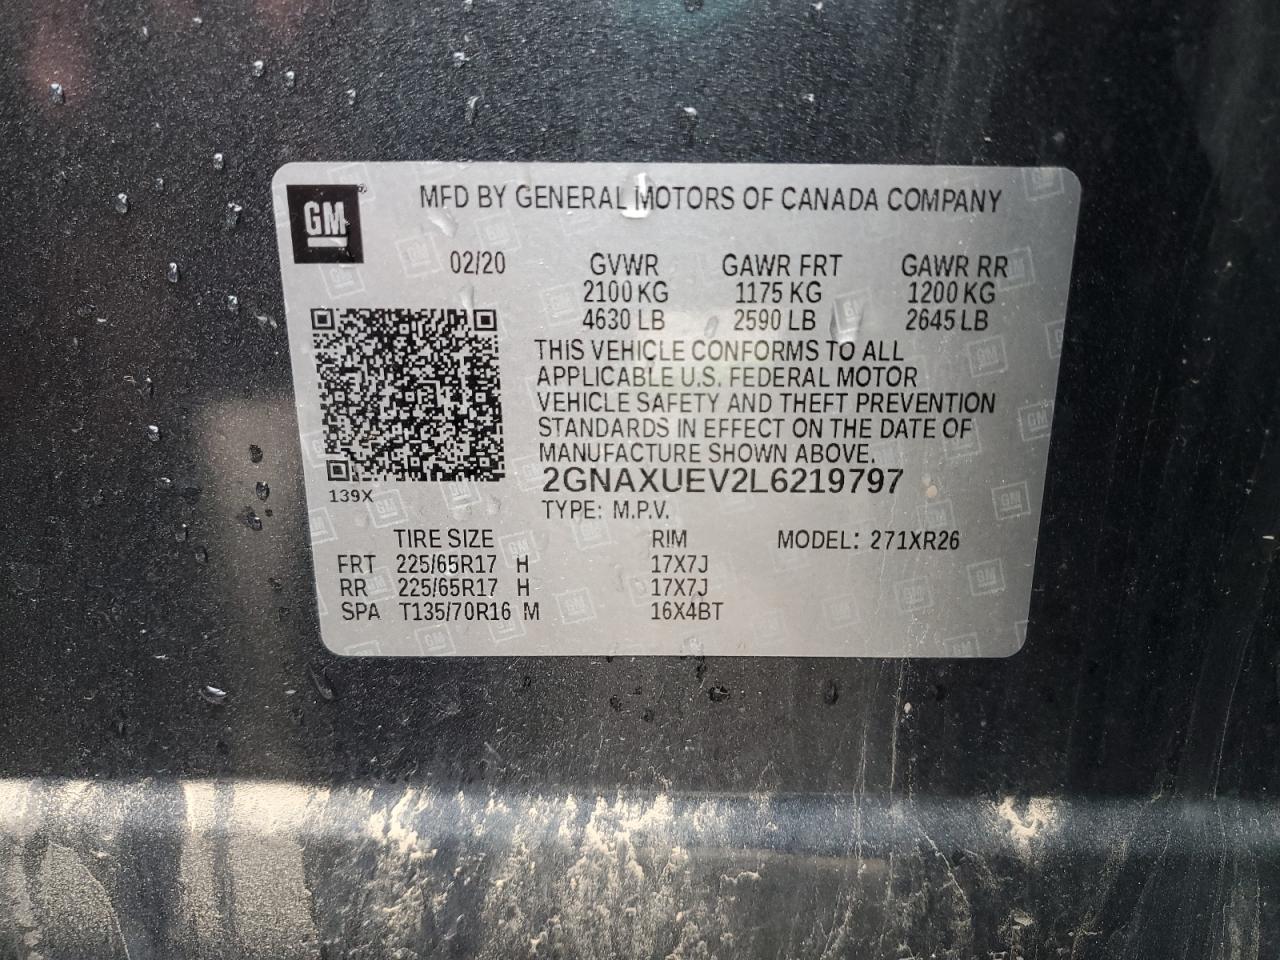 GM
MFD BY GENERAL MOTORS OF CANADA COMPANY
02/20 GVWR GAWR FRT GAWR RR
2100 KG 1175 KG 1200 KG
4630 LB 2590 LB 2645 LB
THIS VEHICLE CONFORMS TO ALL
APPLICABLE U.S. FEDERAL MOTOR
VEHICLE SAFETY AND THEFT PREVENTION
STANDARDS IN EFFECT ON THE DATE OF
MANUFACTURE SHOWN ABOVE.
2GNAXUEV2L6219797
139X
TYPE: M.P.V.
TIRE SIZE RIM MODEL: 271XR26
FRT 225/65R17 H 17X7J
RR 225/65R17 H 17X7J
SPA T135/70R16 M 16X4BT